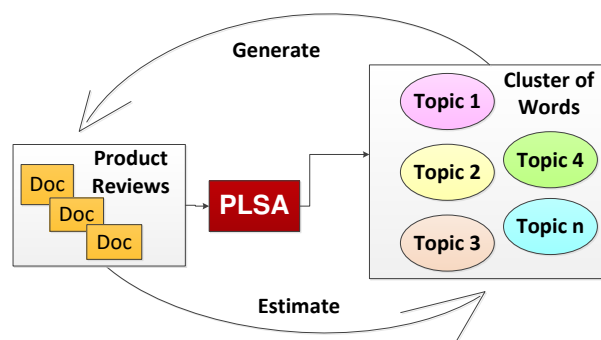 Generate
Product
Reviews
Doc
Doc
Doc
PLSA
Cluster of
Words
Topic 1
Topic 2
Topic 3
Topic 4
Topic n
Estimate